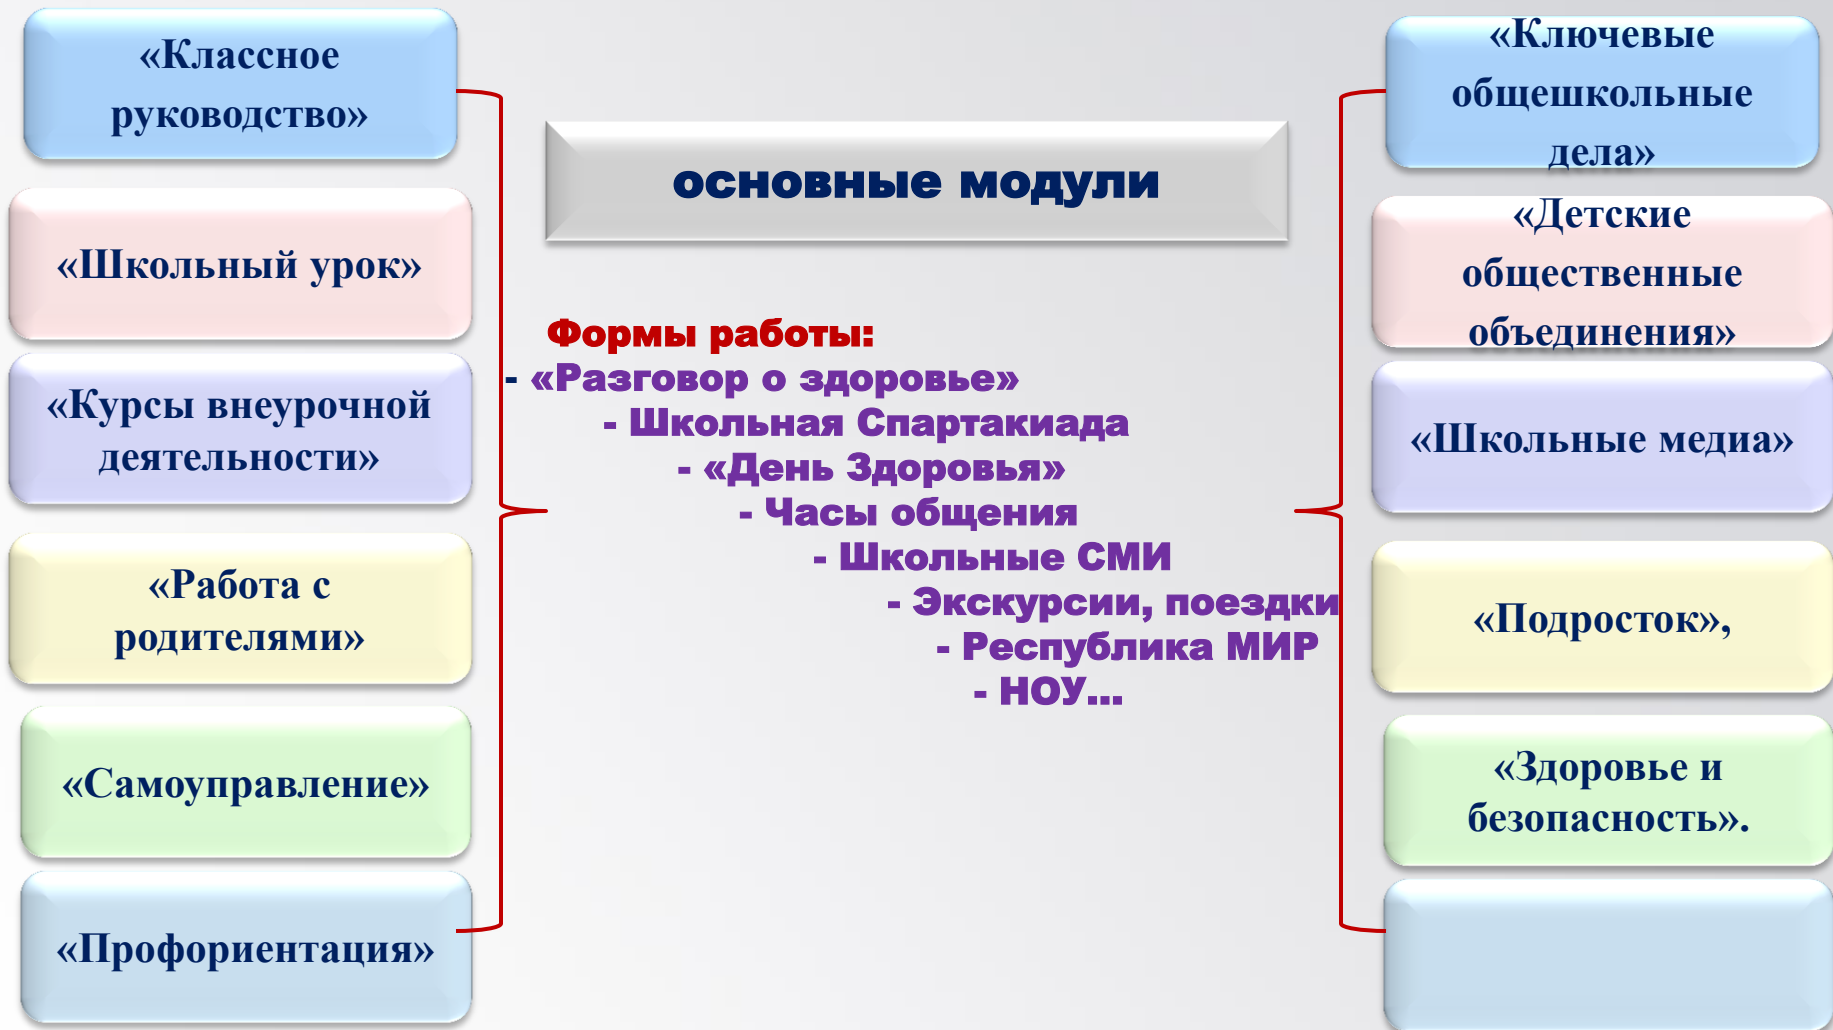 «Классное
руководство»
«Школьный урок»
«Курсы внеурочной
деятельности»
«Работа с
родителями»
«Самоуправление»
«Профориентация»
основные модули
Формы работы:
- «Разговор о здоровье»
- Школьная Спартакиада
- «День Здоровья»
- Часы общения
- Школьные СМИ
- Экскурсии, поездки
- Республика МИР
- НОУ...
«Ключевые
общешкольные
дела»
«Детские
общественные
объединения»
«Школьные медиа»
«Подросток»,
«Здоровье и
безопасность».